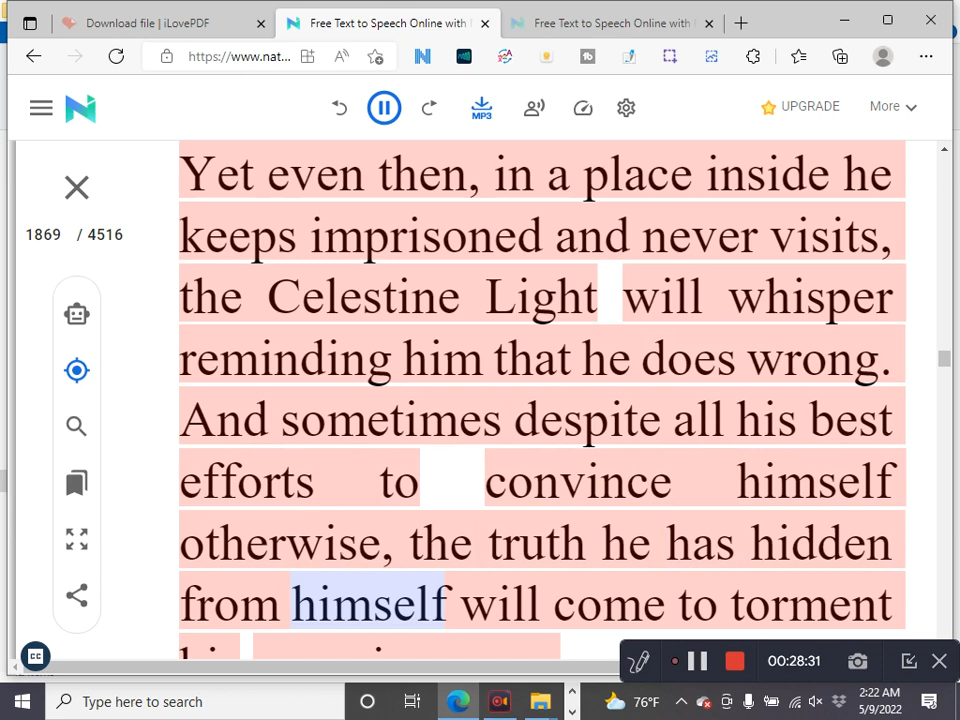 Download file | iLovePDF
Free Text to Speech Online with
Free Text to Speech Online with
https://www.nat...
MP3
UPGRADE
More
1869 / 4516
Yet even then, in a place inside he
keeps imprisoned and never visits,
the Celestine Light will whisper
reminding him that he does wrong.
And sometimes despite all his best
efforts to convince himself
otherwise, the truth he has hidden
from himself will come to torment
00:28:31
Type here to search
76°F
2:22 AM
5/9/2022